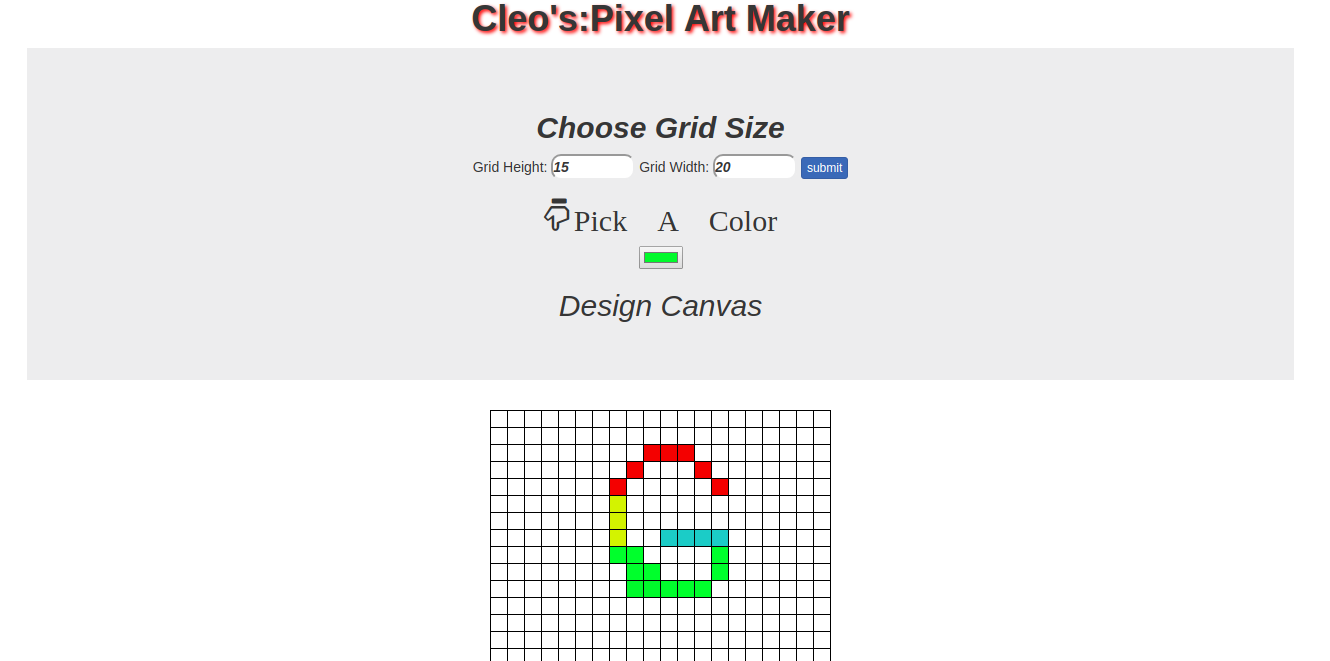 Cleo's:Pixel Art Maker
Choose Grid Size
Grid Height: 15 Grid Width: 20 submit
Pick A Color
Design Canvas